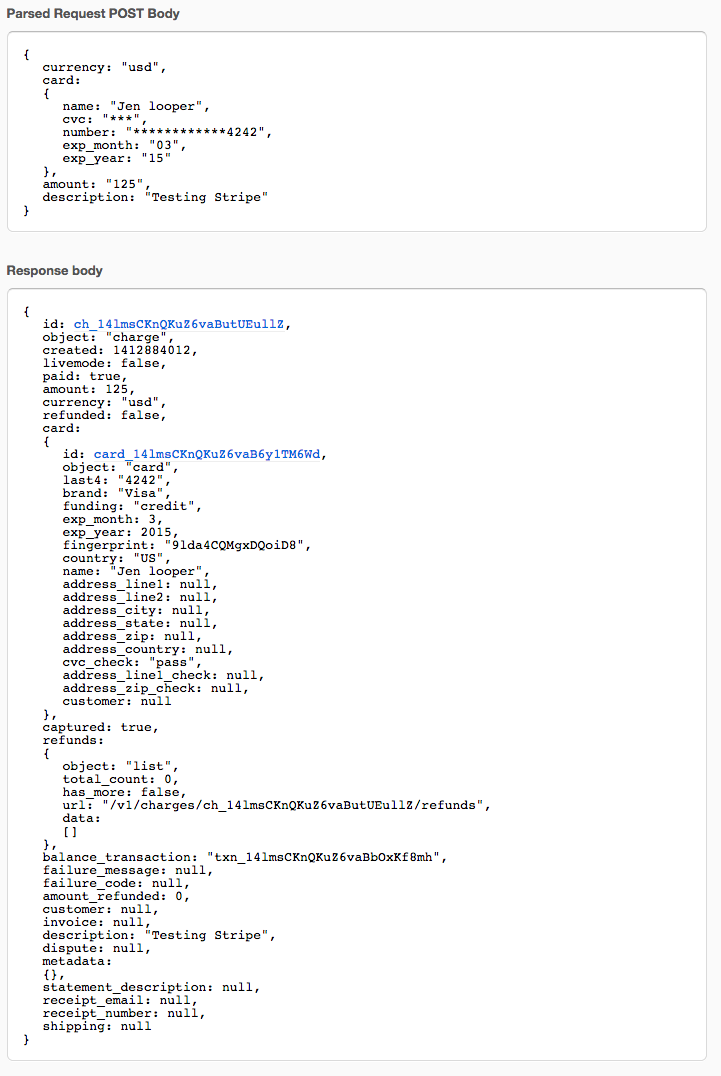 Parsed Request POST Body
{
currency: "usd",
card:
{
name: "Jen looper",
cvc: "***",
number: "************4242",
exp_month: "03",
exp_year: "15"
},
amount: "125",
description: "Testing Stripe"
}
Response body
{
id: ch_14lmsCKnQKuZ6vaButUEullZ,
object: "charge",
created: 1412884012,
livemode: false,
paid: true,
amount: 125,
currency: "usd",
refunded: false,
card:
{
id: card_14lmsCKnQKuZ6vaB6y1TM6Wd,
object: "card",
last4: "4242",
brand: "Visa",
funding: "credit",
exp_month: 3,
exp_year: 2015,
fingerprint: "9lda4CQMgxDQoiD8",
country: "US",
name: "Jen looper",
address_line1: null,
address_line2: null,
address_city: null,
address_state: null,
address_zip: null,
address_country: null,
cvc_check: "pass",
address_line1_check: null,
address_zip_check: null,
customer: null
},
captured: true,
refunds:
{
object: "list",
total_count: 0,
has_more: false,
url: "/v1/charges/ch_14lmsCKnQKuZ6vaButUEullZ/refunds",
data:
[]
},
balance_transaction: "txn_14lmsCKnQKuZ6vaBbOxKf8mh",
failure_message: null,
failure_code: null,
amount_refunded: 0,
customer: null,
invoice: null,
description: "Testing Stripe",
dispute: null,
metadata:
{},
statement_description: null,
receipt_email: null,
receipt_number: null,
shipping: null
}